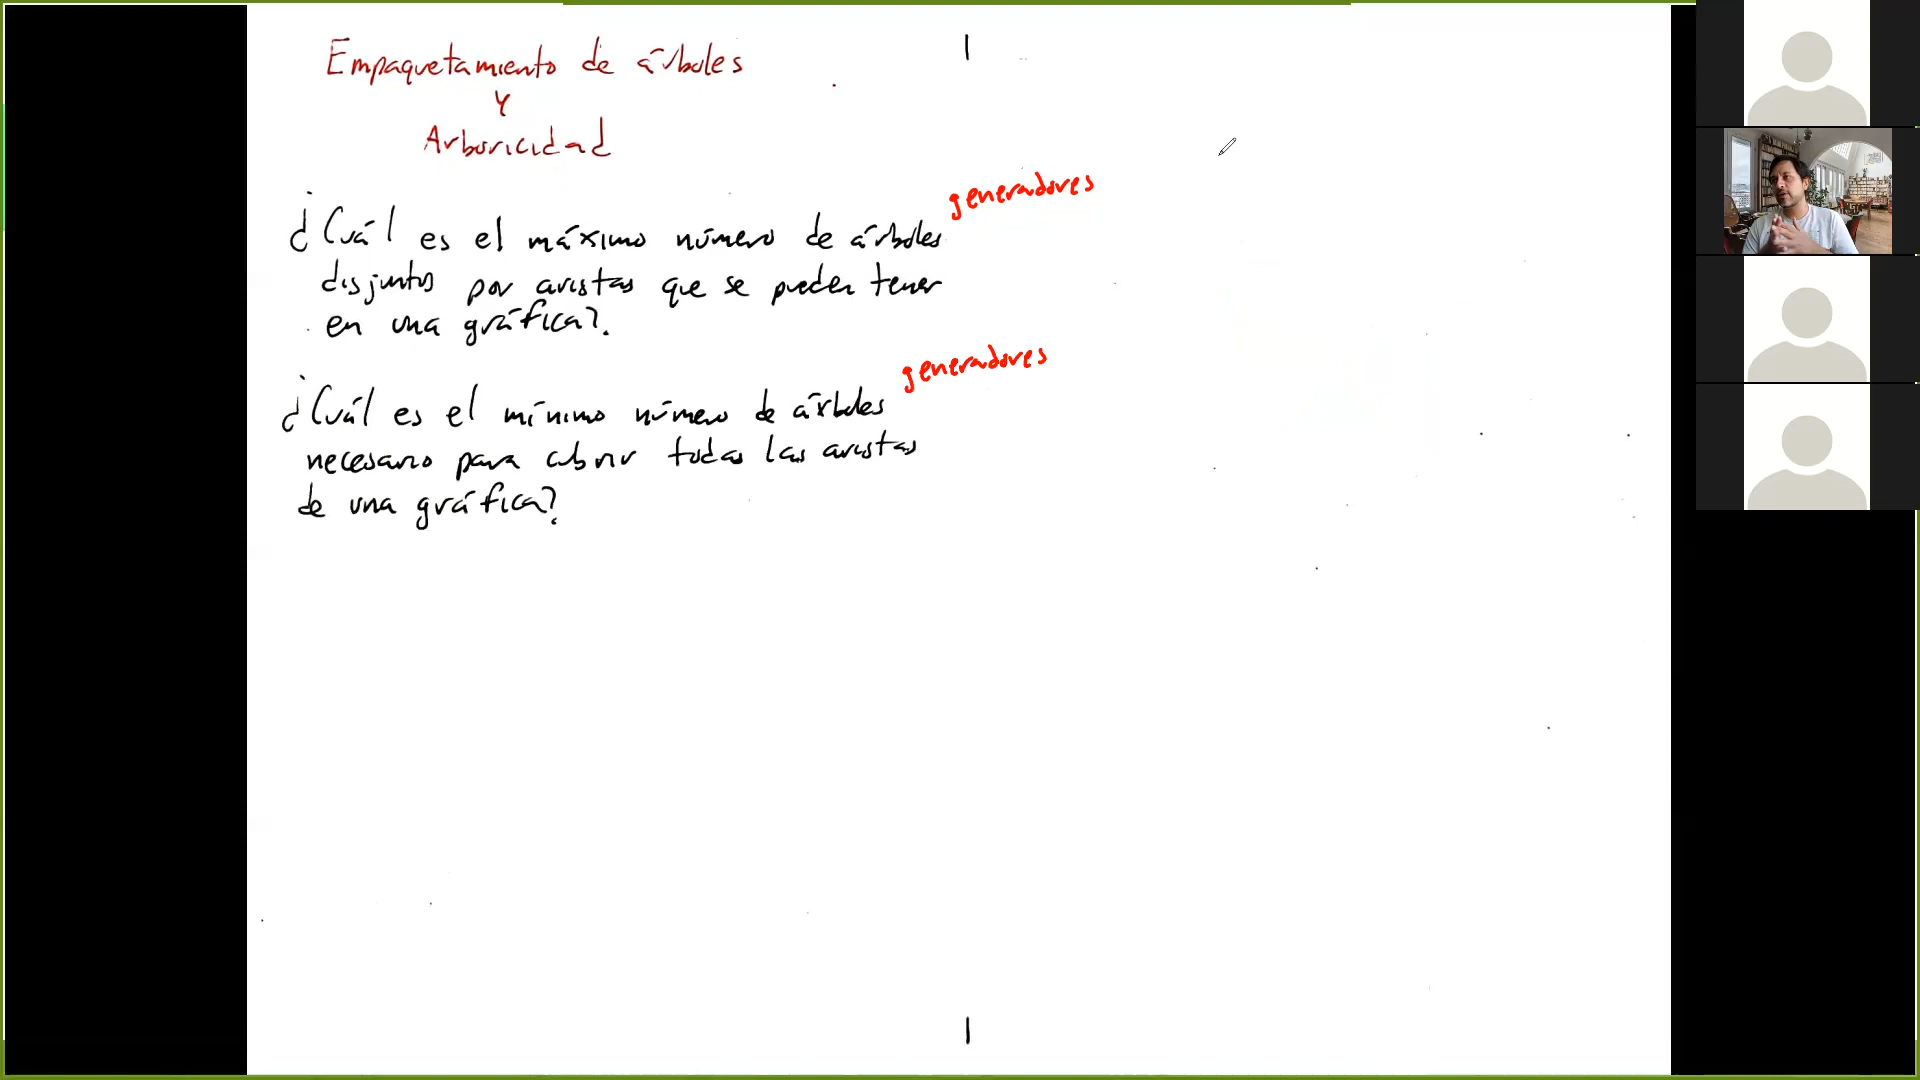 Empaquetamiento de árboles
y
Arboricidad
generadores
¿Cuál es el máximo número de árboles
disjuntos por aristas que se pueden tener
en una gráfica?.
generadores
¿Cuál es el mínimo número de árboles
necesario para cubrir todas las aristas
de una gráfica?